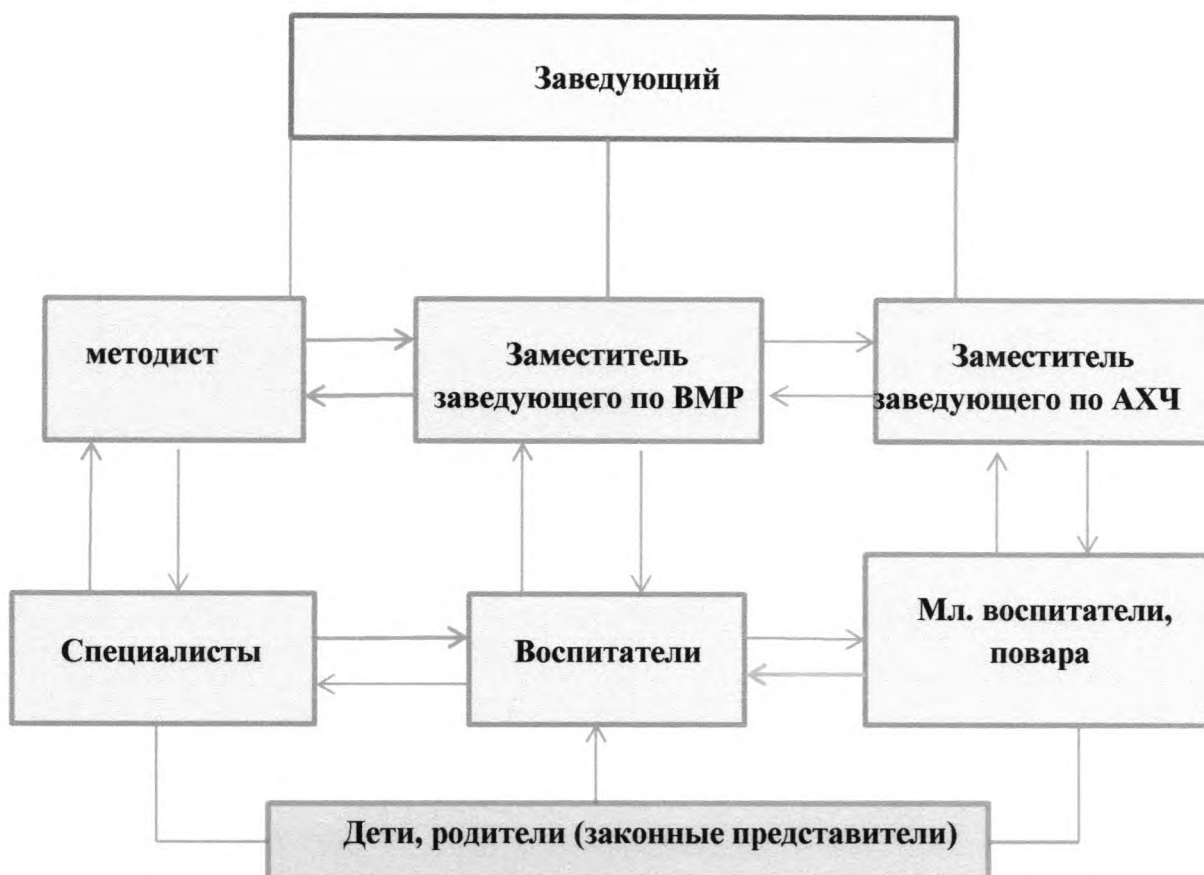 Заведующий
методист
Заместитель
заведующего по ВМР
Заместитель
заведующего по АХЧ
Специалисты
Воспитатели
Мл. воспитатели,
повара
Дети, родители (законные представители)